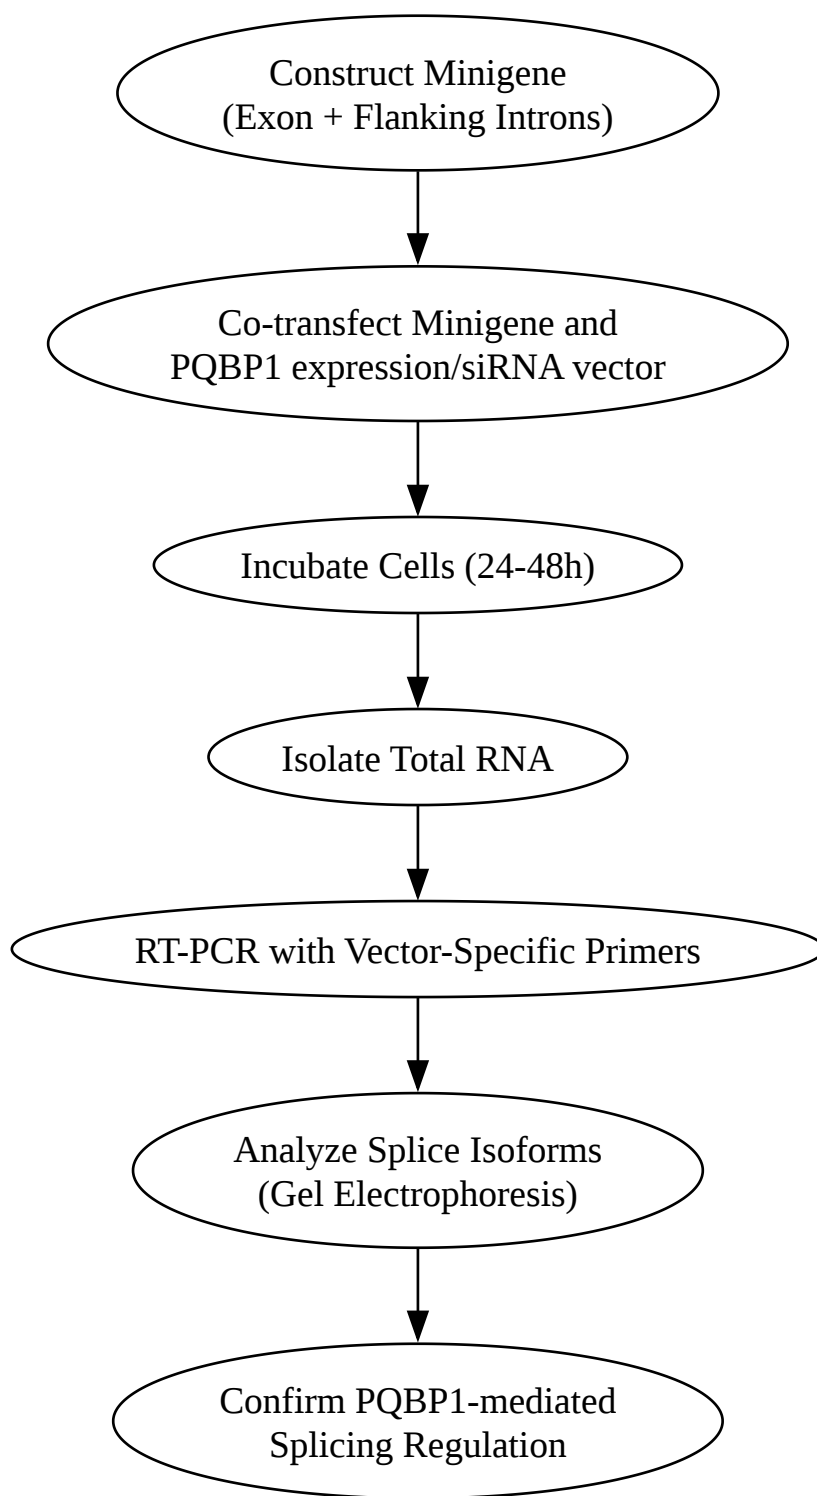 Construct Minigene
(Exon + Flanking Introns)
Co-transfect Minigene and
PQBP1 expression/siRNA vector
Incubate Cells (24-48h)
Isolate Total RNA
RT-PCR with Vector-Specific Primers
Analyze Splice Isoforms
(Gel Electrophoresis)
Confirm PQBP1-mediated
Splicing Regulation